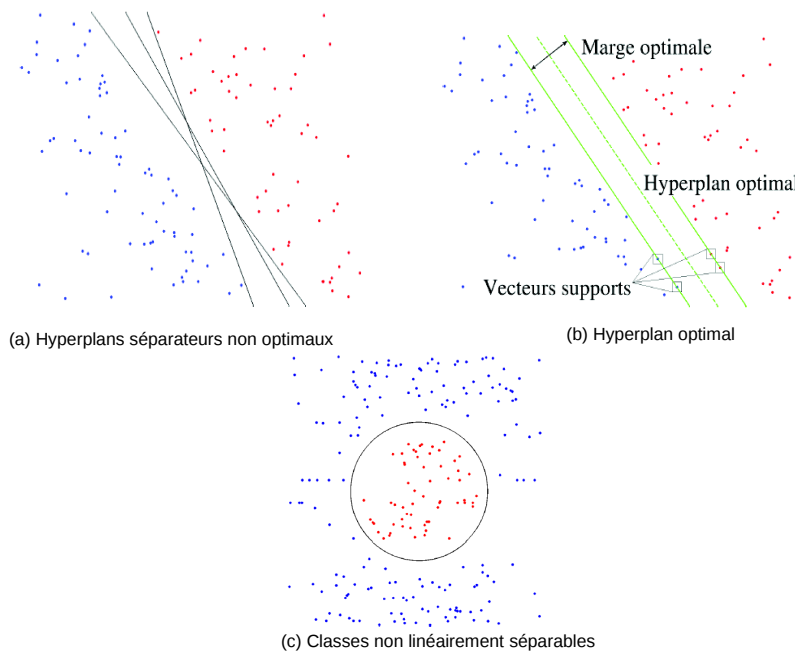 Marge optimale
Hyperplan optimal
Vecteurs supports
(a) Hyperplans séparateurs non optimaux
(b) Hyperplan optimal
(c) Classes non linéairement séparables